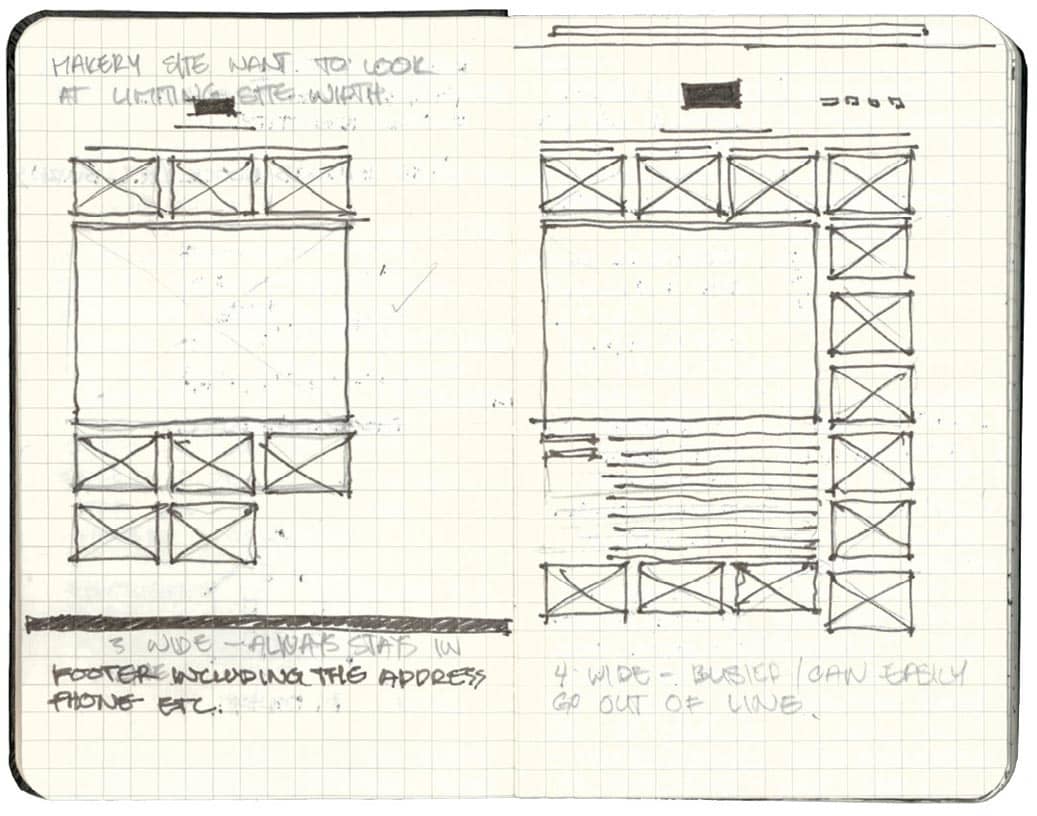 MAKERY SITE WANT TO LOOK
AT LIMITING SITE WIDTH.
3 WIDE - ALWAYS STAYS IN
FOOTER INCLUDING THE ADDRESS
PHONE ETC.
4 WIDE - BUSIER / CAN EASILY
GO OUT OF LINE.